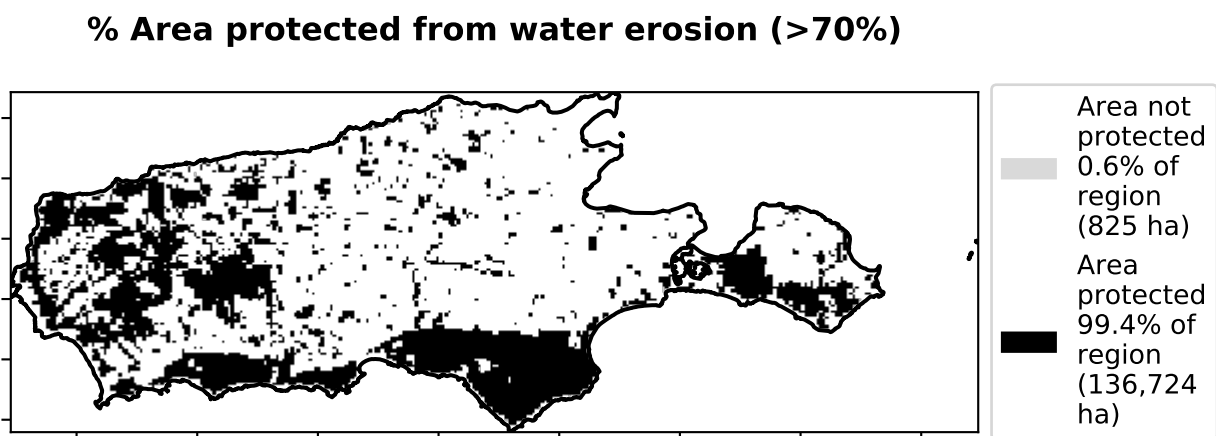 % Area protected from water erosion (>70%)
Area not
protected
0.6% of
region
(825 ha)
Area
protected
99.4% of
region
(136,724
ha)